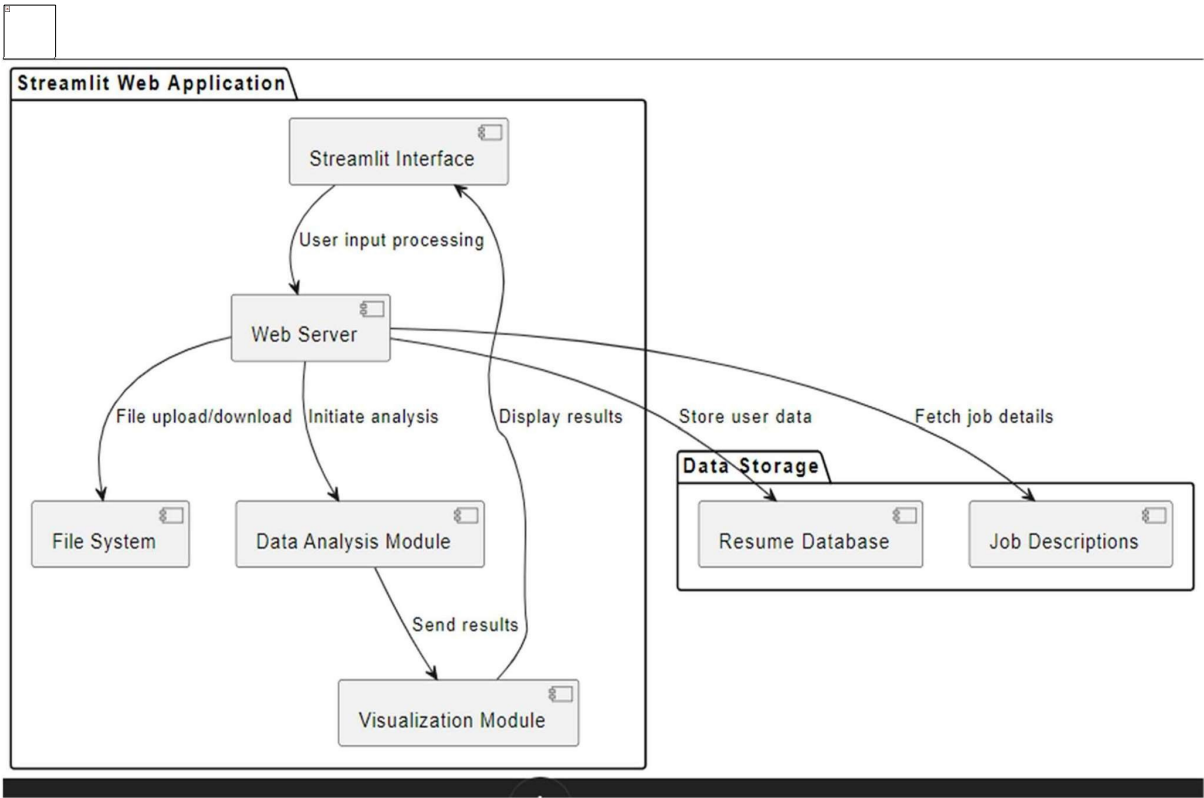 Streamlit Web Application
Streamlit Interface
User input processing
Web Server
File upload/download
Initiate analysis
Display results
Store user data
Fetch job details
Data Storage
File System
Data Analysis Module
Resume Database
Job Descriptions
Send results
Visualization Module